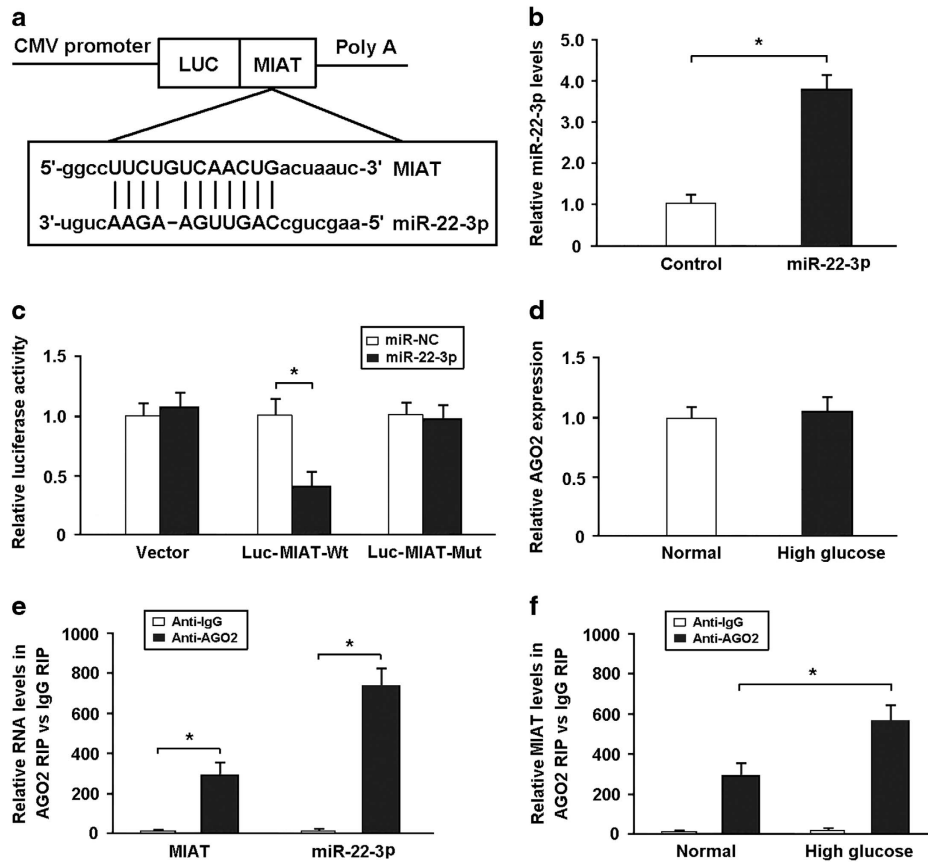 a
CMV promoter
LUC
MIAT
Poly A
5'-ggccUUCUGUCAACUGacuaauc-3' MIAT
3'-ugucAAGA–AGUUGACcgucgaa-5' miR-22-3p
b
Relative miR-22-3p levels
5.0
4.0
3.0
2.0
1.0
0
*
Control
miR-22-3p
c
Relative luciferase activity
1.5
1.0
0.5
0
miR-NC
miR-22-3p
*
Vector
Luc-MIAT-Wt
Luc-MIAT-Mut
d
Relative AGO2 expression
1.5
1.0
0.5
0
Normal
High glucose
e
Relative RNA levels in
AGO2 RIP vs IgG RIP
1000
800
600
400
200
0
Anti-IgG
Anti-AGO2
*
*
MIAT
miR-22-3p
f
Relative MIAT levels in
AGO2 RIP vs IgG RIP
1000
800
600
400
200
0
Anti-IgG
Anti-AGO2
*
Normal
High glucose